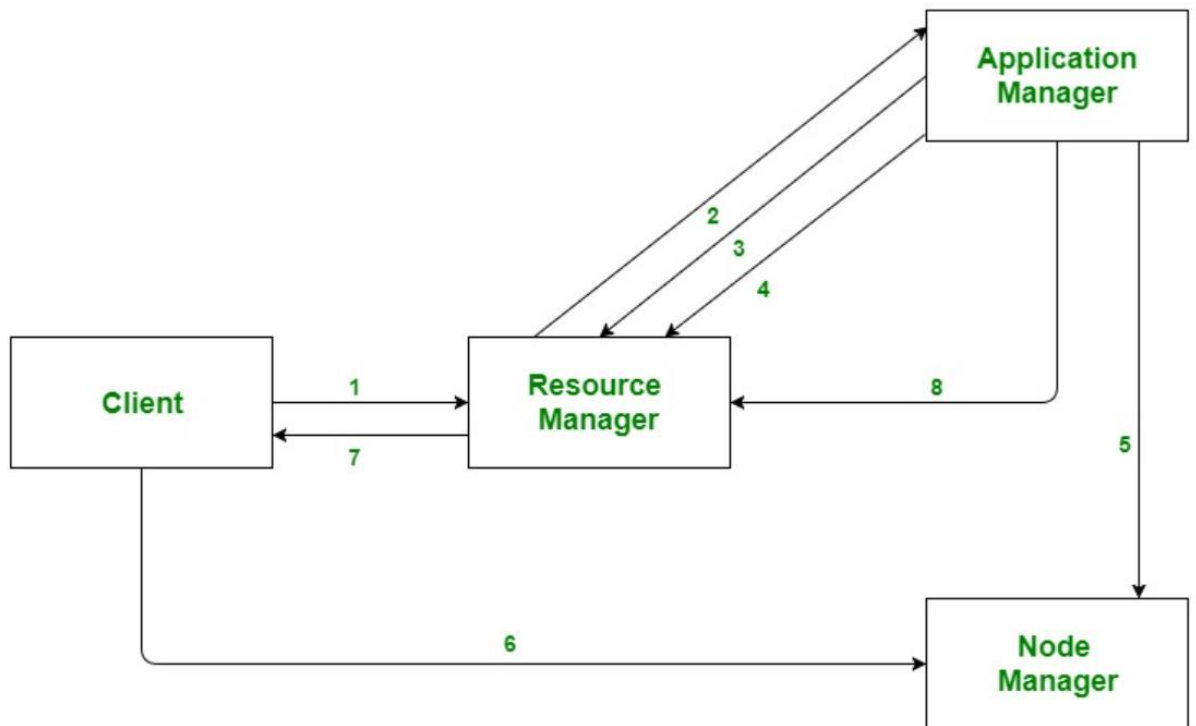 Application
Manager
2
3
4
Client
1
7
Resource
Manager
8
5
6
Node
Manager